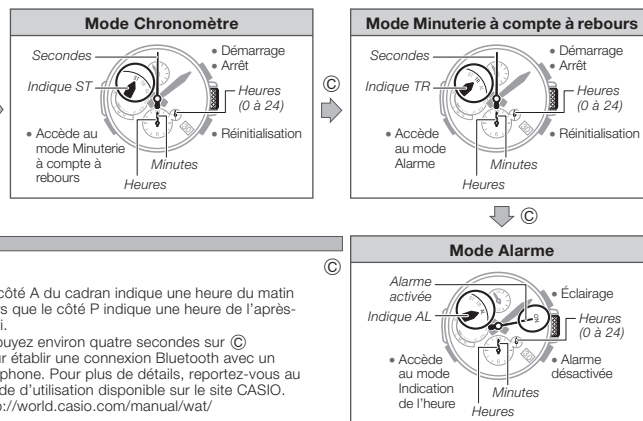 Mode Chronomètre
Secondes
Indique ST
• Démarrage
• Arrêt
Heures
(0 à 24)
• Réinitialisation
• Accède au
mode Minuterie
à compte à
rebours
Minutes
Heures
Ⓒ
Mode Minuterie à compte à rebours
Secondes
Indique TR
• Démarrage
• Arrêt
Heures
(0 à 24)
• Réinitialisation
• Accède
au mode
Alarme
Minutes
Heures
Ⓒ
Ⓒ
côté A du cadran indique une heure du matin
que le côté P indique une heure de l'après-
environ quatre secondes sur Ⓒ
établir une connexion Bluetooth avec un
Pour plus de détails, reportez-vous au
d'utilisation disponible sur le site CASIO.
://world.casio.com/manual/wat/
Mode Alarme
Alarme
activée
Indique AL
• Éclairage
Heures
(0 à 24)
• Alarme
désactivée
• Accède
au mode
Indication
de l'heure
Minutes
Heures